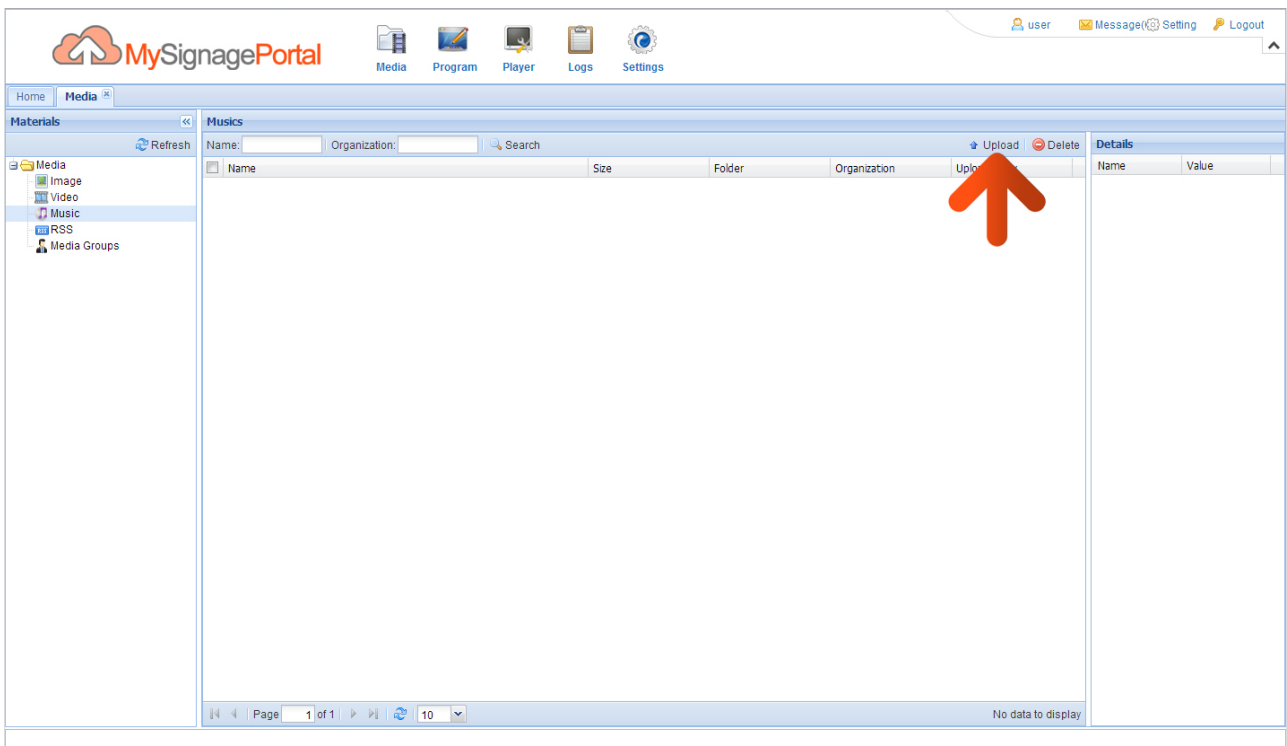 user Message( Setting Logout
MySignagePortal
Media Program Player Logs Settings
Home Media
Materials
Refresh
Media
Image
Video
Music
RSS
Media Groups
Musics
Name: Organization: Search Upload Delete
Name Size Folder Organization
Page 1 of 1 10 No data to display
Details
Name Value